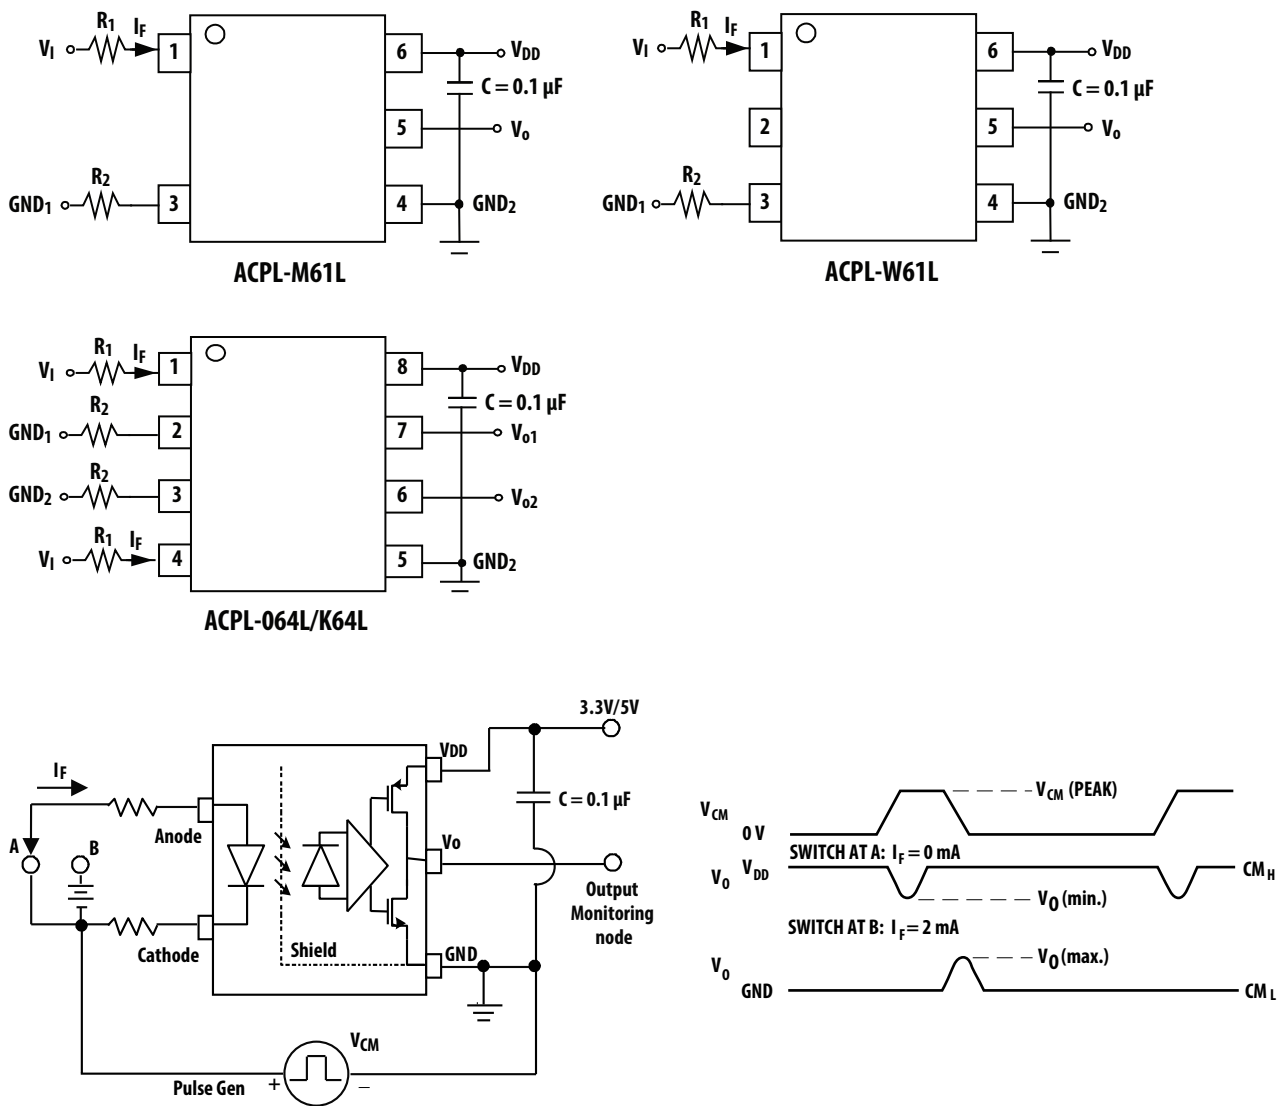 R1 IF
VI 1 6 VDD
C = 0.1 µF
5 Vo
R2
GND1 3 4 GND2
ACPL-M61L
R1 IF
VI 1 6 VDD
C = 0.1 µF
2 5 Vo
R2
GND1 3 4 GND2
ACPL-W61L
R1 IF
VI 1 8 VDD
C = 0.1 µF
R2
GND1 2 7 Vo1
R2
GND2 3 6 Vo2
R1 IF
VI 4 5 GND2
ACPL-064L/K64L
3.3V/5V
IF
VDD
C = 0.1 µF
Anode
A B
Vo
Output
Monitoring
node
Cathode
Shield
GND
VCM
Pulse Gen + –
VCM (PEAK)
VCM
0 V
SWITCH AT A: IF = 0 mA
VO VDD CMH
VO (min.)
SWITCH AT B: IF = 2 mA
VO VO (max.)
GND CML